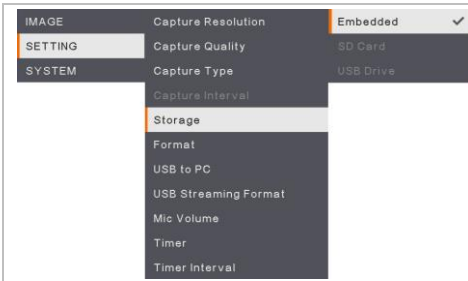 IMAGE
SETTING
SYSTEM
Capture Resolution
Capture Quality
Capture Type
Capture Interval
Storage
Format
USB to PC
USB Streaming Format
Mic Volume
Timer
Timer Interval
Embedded
SD Card
USB Drive